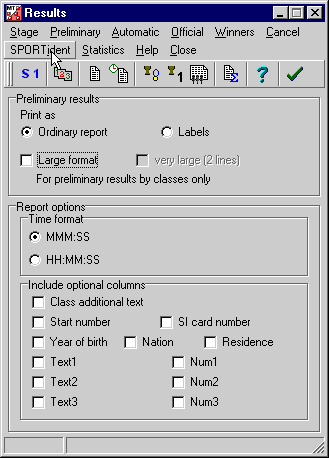 Results
Stage Preliminary Automatic Official Winners Cancel
SPORTident Statistics Help Close
S 1 1 Σ ?
Preliminary results
Print as
Ordinary report Labels
Large format very large (2 lines)
For preliminary results by classes only
Report options
Time format
MMM:SS
HH:MM:SS
Include optional columns
Class additional text
Start number SI card number
Year of birth Nation Residence
Text1 Num1
Text2 Num2
Text3 Num3